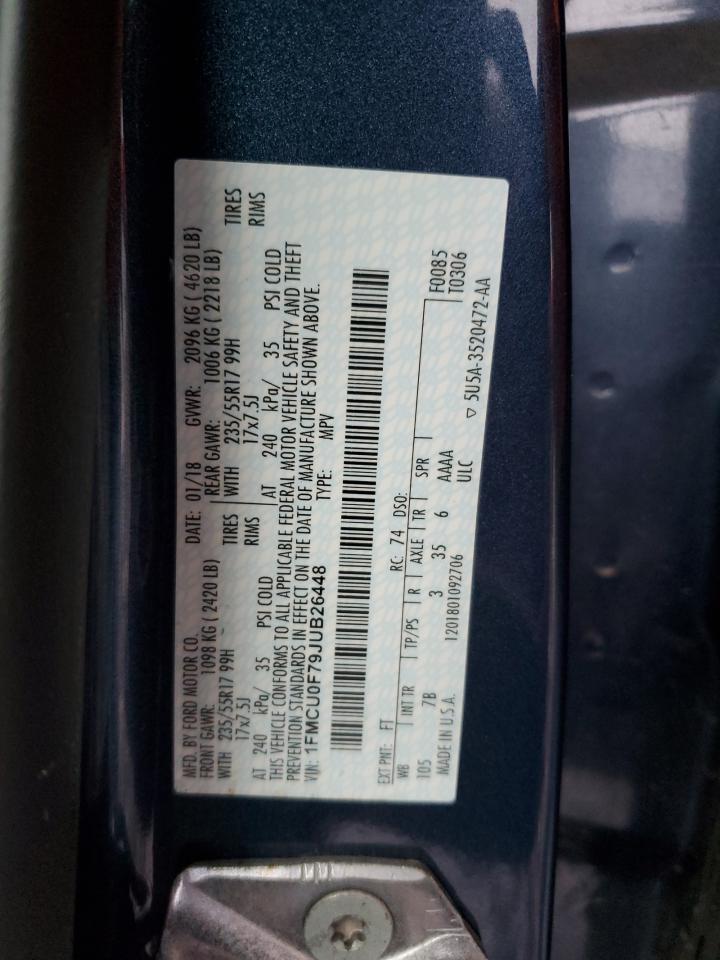 MFD. BY FORD MOTOR CO.
DATE: 01/18 GVWR: 2096 KG ( 4620 LB)
FRONT GAWR: 1098 KG ( 2420 LB) REAR GAWR: 1006 KG ( 2218 LB)
WITH 235/55R17 99H TIRES WITH 235/55R17 99H TIRES
17x7.5J RIMS 17x7.5J RIMS
AT 240 kPa/ 35 PSI COLD AT 240 kPa/ 35 PSI COLD
THIS VEHICLE CONFORMS TO ALL APPLICABLE FEDERAL MOTOR VEHICLE SAFETY AND THEFT
PREVENTION STANDARDS IN EFFECT ON THE DATE OF MANUFACTURE SHOWN ABOVE.
VIN: 1FMCU0F79JUB26448 TYPE: MPV
EXT PNT: FT RC: 74 DSO: F0085
WB INT TR TP/PS R AXLE TR SPR T0306
105 7B 3 35 6 AAAA
MADE IN U.S.A. 1201801092706 ULC
▽ 5U5A-3520472-AA